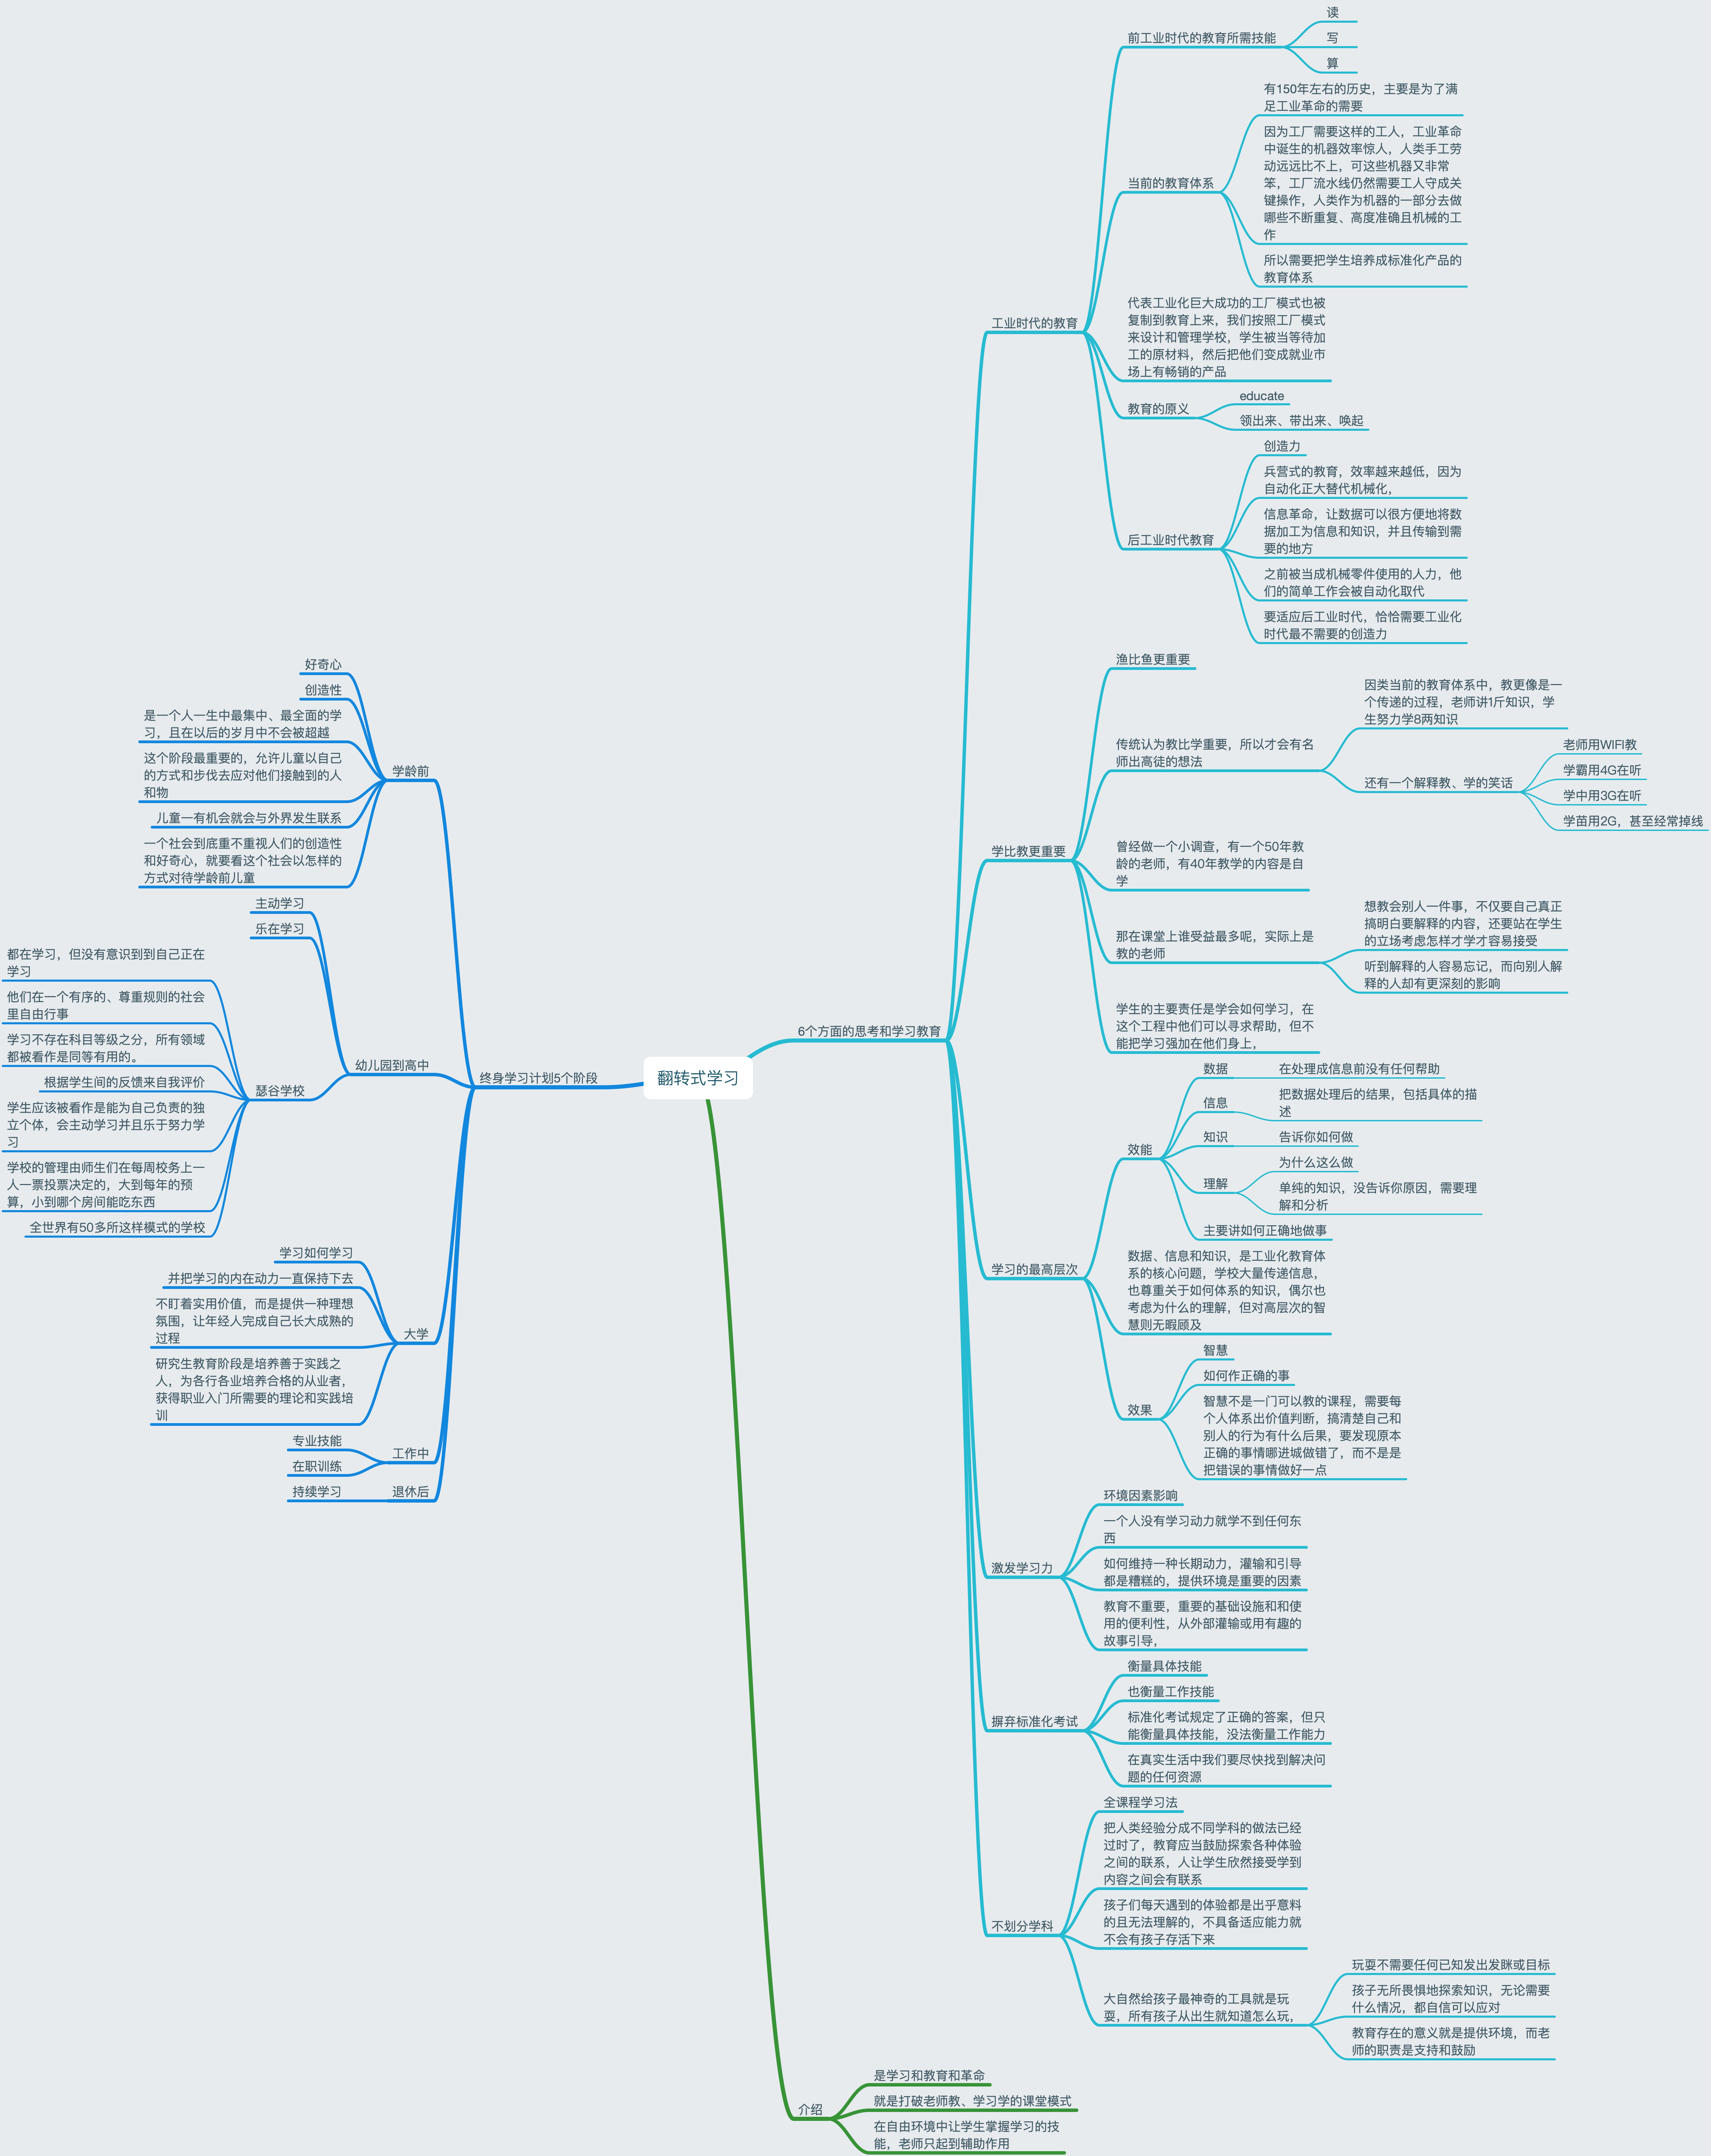 翻转式学习
6个方面的思考和学习教育
工业时代的教育
前工业时代的教育所需技能
读
写
算
当前的教育体系
有150年左右的历史，主要是为了满
足工业革命的需要
因为工厂需要这样的工人，工业革命
中诞生的机器效率惊人，人类手工劳
动远远比不上，可这些机器又非常
笨，工厂流水线仍然需要工人守成关
键操作，人类作为机器的一部分去做
哪些不断重复、高度准确且机械的工
作
所以需要把学生培养成标准化产品的
教育体系
代表工业化巨大成功的工厂模式也被
复制到教育上来，我们按照工厂模式
来设计和管理学校，学生被当等待加
工的原材料，然后把他们变成就业市
场上有畅销的产品
教育的原义
educate
领出来、带出来、唤起
后工业时代教育
创造力
兵营式的教育，效率越来越低，因为
自动化正大替代机械化，
信息革命，让数据可以很方便地将数
据加工为信息和知识，并且传输到需
要的地方
之前被当成机械零件使用的人力，他
们的简单工作会被自动化取代
要适应后工业时代，恰恰需要工业化
时代最不需要的创造力
学比教更重要
渔比鱼更重要
传统认为教比学重要，所以才会有名
师出高徒的想法
因类当前的教育体系中，教更像是一
个传递的过程，老师讲1斤知识，学
生努力学8两知识
还有一个解释教、学的笑话
老师用WIFI教
学霸用4G在听
学中用3G在听
学苗用2G，甚至经常掉线
曾经做一个小调查，有一个50年教
龄的老师，有40年教学的内容是自
学
那在课堂上谁受益最多呢，实际上是
教的老师
想教会别人一件事，不仅要自己真正
搞明白要解释的内容，还要站在学生
的立场考虑怎样才学才容易接受
听到解释的人容易忘记，而向别人解
释的人却有更深刻的影响
学生的主要责任是学会如何学习，在
这个工程中他们可以寻求帮助，但不
能把学习强加在他们身上，
学习的最高层次
效能
数据
在处理成信息前没有任何帮助
信息
把数据处理后的结果，包括具体的描
述
知识
告诉你如何做
理解
为什么这么做
单纯的知识，没告诉你原因，需要理
解和分析
主要讲如何正确地做事
数据、信息和知识，是工业化教育体
系的核心问题，学校大量传递信息，
也尊重关于如何体系的知识，偶尔也
考虑为什么的理解，但对高层次的智
慧则无暇顾及
效果
智慧
如何作正确的事
智慧不是一门可以教的课程，需要每
个人体系出价值判断，搞清楚自己和
别人的行为有什么后果，要发现原本
正确的事情哪进城做错了，而不是是
把错误的事情做好一点
激发学习力
环境因素影响
一个人没有学习动力就学不到任何东
西
如何维持一种长期动力，灌输和引导
都是糟糕的，提供环境是重要的因素
教育不重要，重要的基础设施和和使
用的便利性，从外部灌输或用有趣的
故事引导，
摒弃标准化考试
衡量具体技能
也衡量工作技能
标准化考试规定了正确的答案，但只
能衡量具体技能，没法衡量工作能力
在真实生活中我们要尽快找到解决问
题的任何资源
不划分学科
全课程学习法
把人类经验分成不同学科的做法已经
过时了，教育应当鼓励探索各种体验
之间的联系，人让学生欣然接受学到
内容之间会有联系
孩子们每天遇到的体验都是出乎意料
的且无法理解的，不具备适应能力就
不会有孩子存活下来
大自然给孩子最神奇的工具就是玩
耍，所有孩子从出生就知道怎么玩，
玩耍不需要任何已知发出发眯或目标
孩子无所畏惧地探索知识，无论需要
什么情况，都自信可以应对
教育存在的意义就是提供环境，而老
师的职责是支持和鼓励
介绍
是学习和教育和革命
就是打破老师教、学习学的课堂模式
在自由环境中让学生掌握学习的技
能，老师只起到辅助作用
终身学习计划5个阶段
学龄前
好奇心
创造性
是一个人一生中最集中、最全面的学
习，且在以后的岁月中不会被超越
这个阶段最重要的，允许儿童以自己
的方式和步伐去应对他们接触到的人
和物
儿童一有机会就会与外界发生联系
一个社会到底重不重视人们的创造性
和好奇心，就要看这个社会以怎样的
方式对待学龄前儿童
幼儿园到高中
主动学习
乐在学习
瑟谷学校
都在学习，但没有意识到到自己正在
学习
他们在一个有序的、尊重规则的社会
里自由行事
学习不存在科目等级之分，所有领域
都被看作是同等有用的。
根据学生间的反馈来自我评价
学生应该被看作是能为自己负责的独
立个体，会主动学习并且乐于努力学
习
学校的管理由师生们在每周校务上一
人一票投票决定的，大到每年的预
算，小到哪个房间能吃东西
全世界有50多所这样模式的学校
大学
学习如何学习
并把学习的内在动力一直保持下去
不盯着实用价值，而是提供一种理想
氛围，让年经人完成自己长大成熟的
过程
研究生教育阶段是培养善于实践之
人，为各行各业培养合格的从业者，
获得职业入门所需要的理论和实践培
训
工作中
专业技能
在职训练
退休后
持续学习